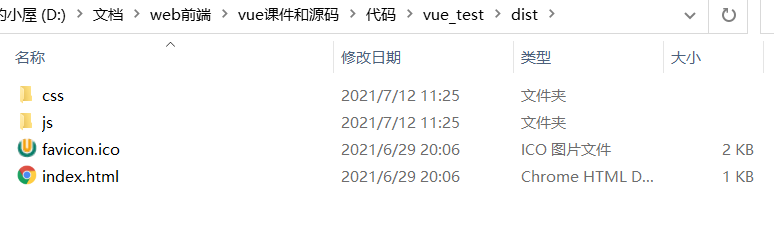 的小屋 (D:) > 文档 > web前端 > vue课件和源码 > 代码 > vue_test > dist >
名称 修改日期 类型 大小
css 2021/7/12 11:25 文件夹
js 2021/7/12 11:25 文件夹
favicon.ico 2021/6/29 20:06 ICO 图片文件 2 KB
index.html 2021/6/29 20:06 Chrome HTML D... 1 KB